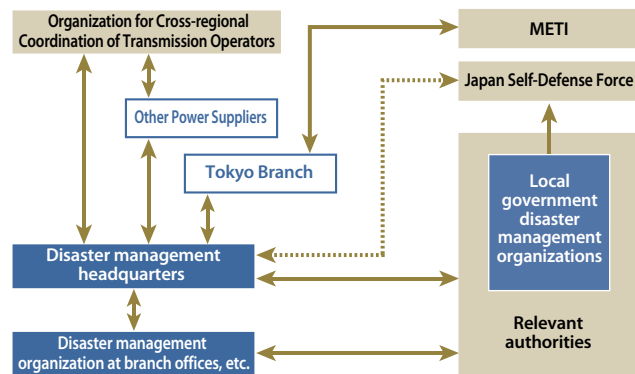 Organization for Cross-regional
Coordination of Transmission Operators
METI
Japan Self-Defense Force
Other Power Suppliers
Tokyo Branch
Local
government
disaster
management
organizations
Disaster management
headquarters
Relevant
authorities
Disaster management
organization at branch offices, etc.